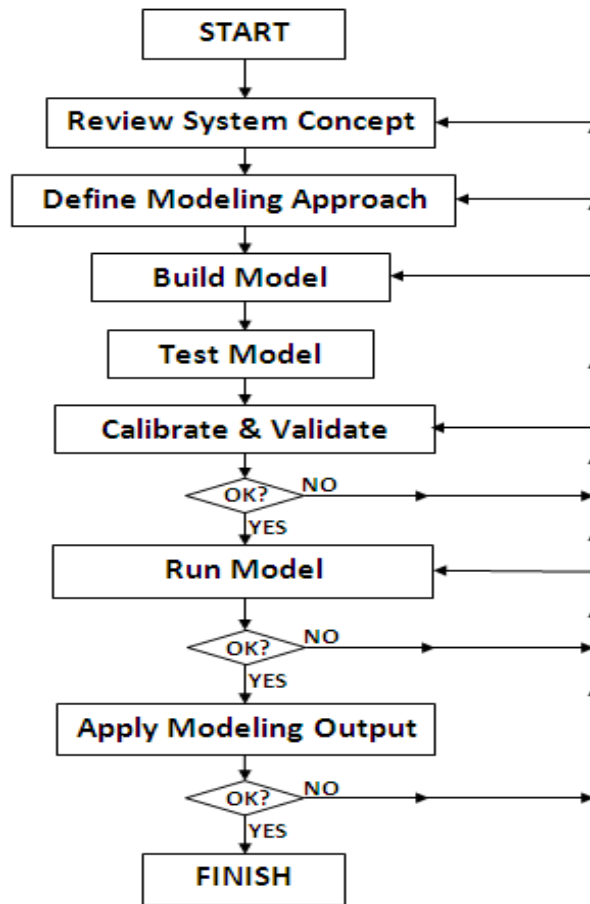 START
Review System Concept
Define Modeling Approach
Build Model
Test Model
Calibrate & Validate
OK? NO
YES
Run Model
OK? NO
YES
Apply Modeling Output
OK? NO
YES
FINISH